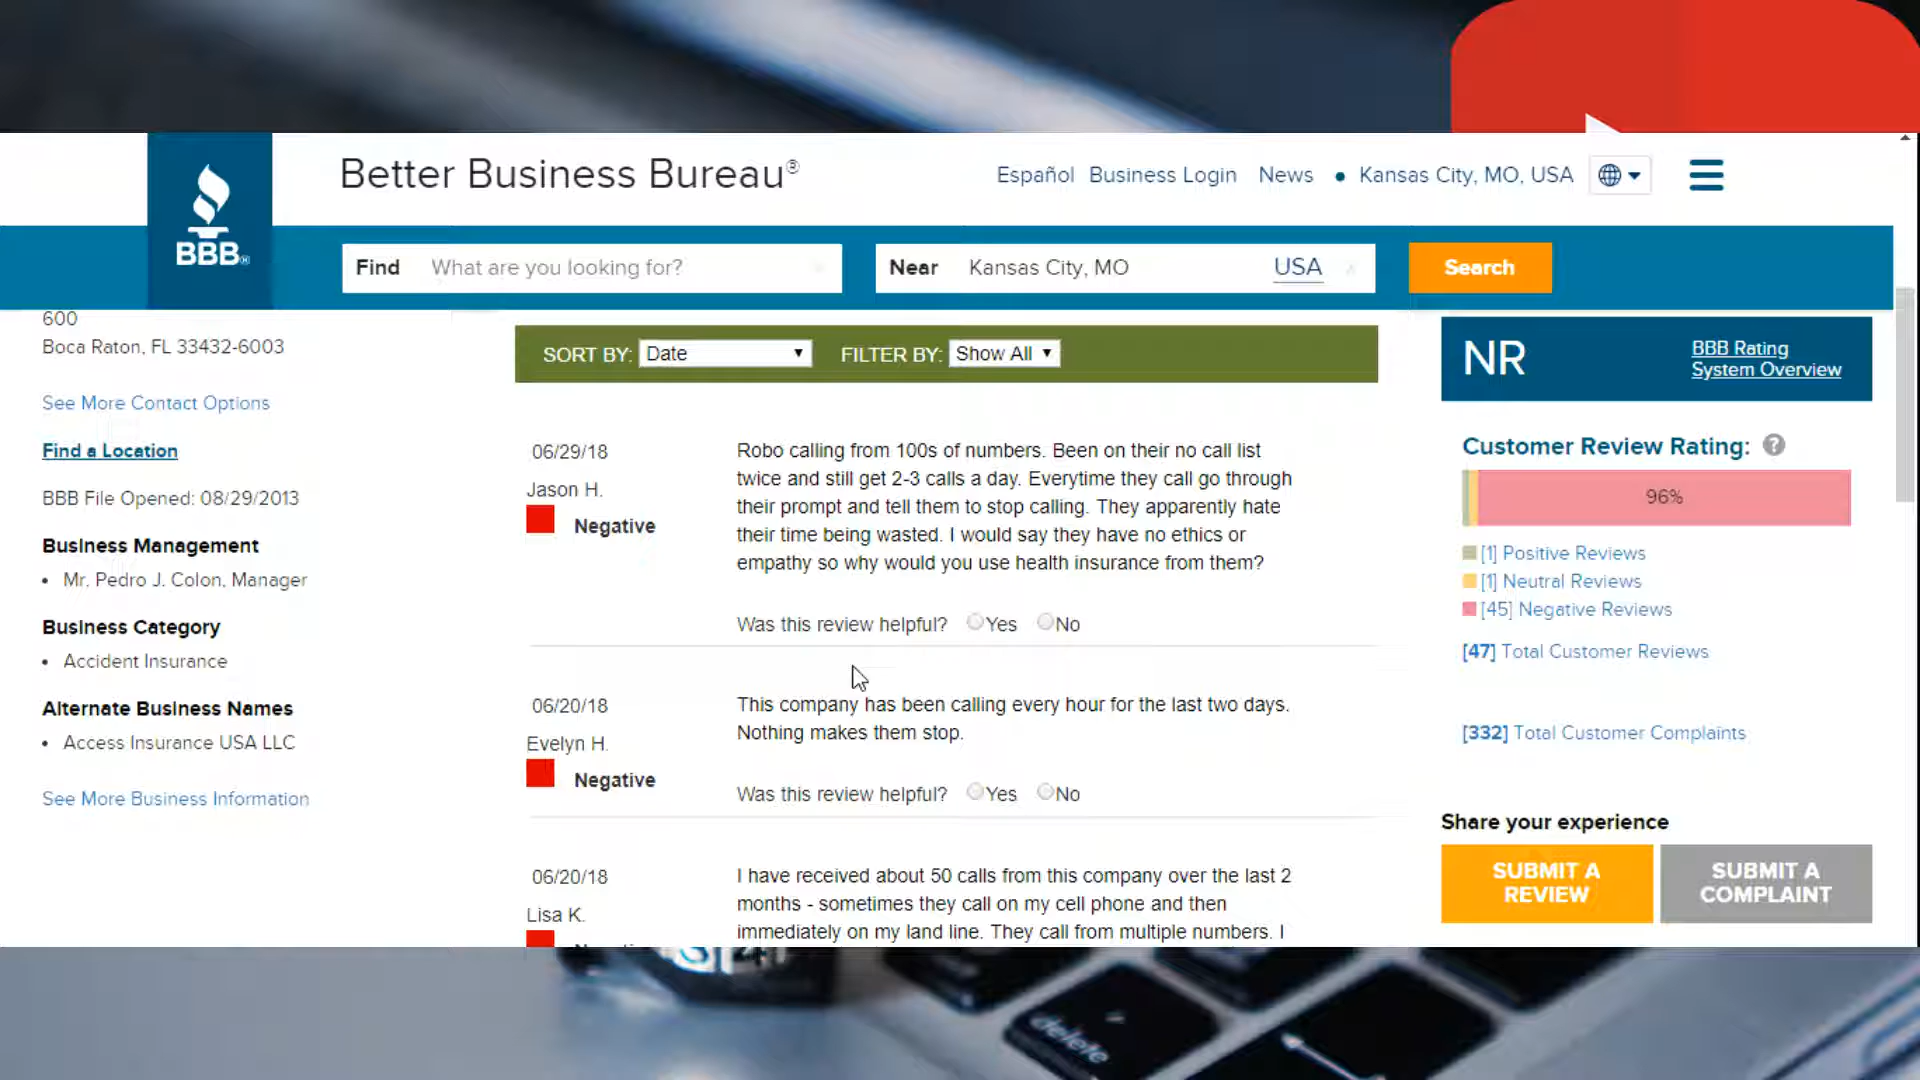 Better Business Bureau®
Español Business Login News • Kansas City, MO, USA
BBB®
Find What are you looking for?
Near Kansas City, MO USA
Search
600
Boca Raton, FL 33432-6003
See More Contact Options
Find a Location
BBB File Opened: 08/29/2013
Business Management
• Mr. Pedro J. Colon, Manager
Business Category
• Accident Insurance
Alternate Business Names
• Access Insurance USA LLC
See More Business Information
SORT BY: Date FILTER BY: Show All
06/29/18
Jason H.
Negative
Robo calling from 100s of numbers. Been on their no call list
twice and still get 2-3 calls a day. Everytime they call go through
their prompt and tell them to stop calling. They apparently hate
their time being wasted. I would say they have no ethics or
empathy so why would you use health insurance from them?
Was this review helpful? Yes No
06/20/18
Evelyn H.
Negative
This company has been calling every hour for the last two days.
Nothing makes them stop.
Was this review helpful? Yes No
06/20/18
Lisa K.
I have received about 50 calls from this company over the last 2
months - sometimes they call on my cell phone and then
immediately on my land line. They call from multiple numbers. I
NR
BBB Rating
System Overview
Customer Review Rating: ?
96%
[1] Positive Reviews
[1] Neutral Reviews
[45] Negative Reviews
[47] Total Customer Reviews
[332] Total Customer Complaints
Share your experience
SUBMIT A
REVIEW
SUBMIT A
COMPLAINT
delete